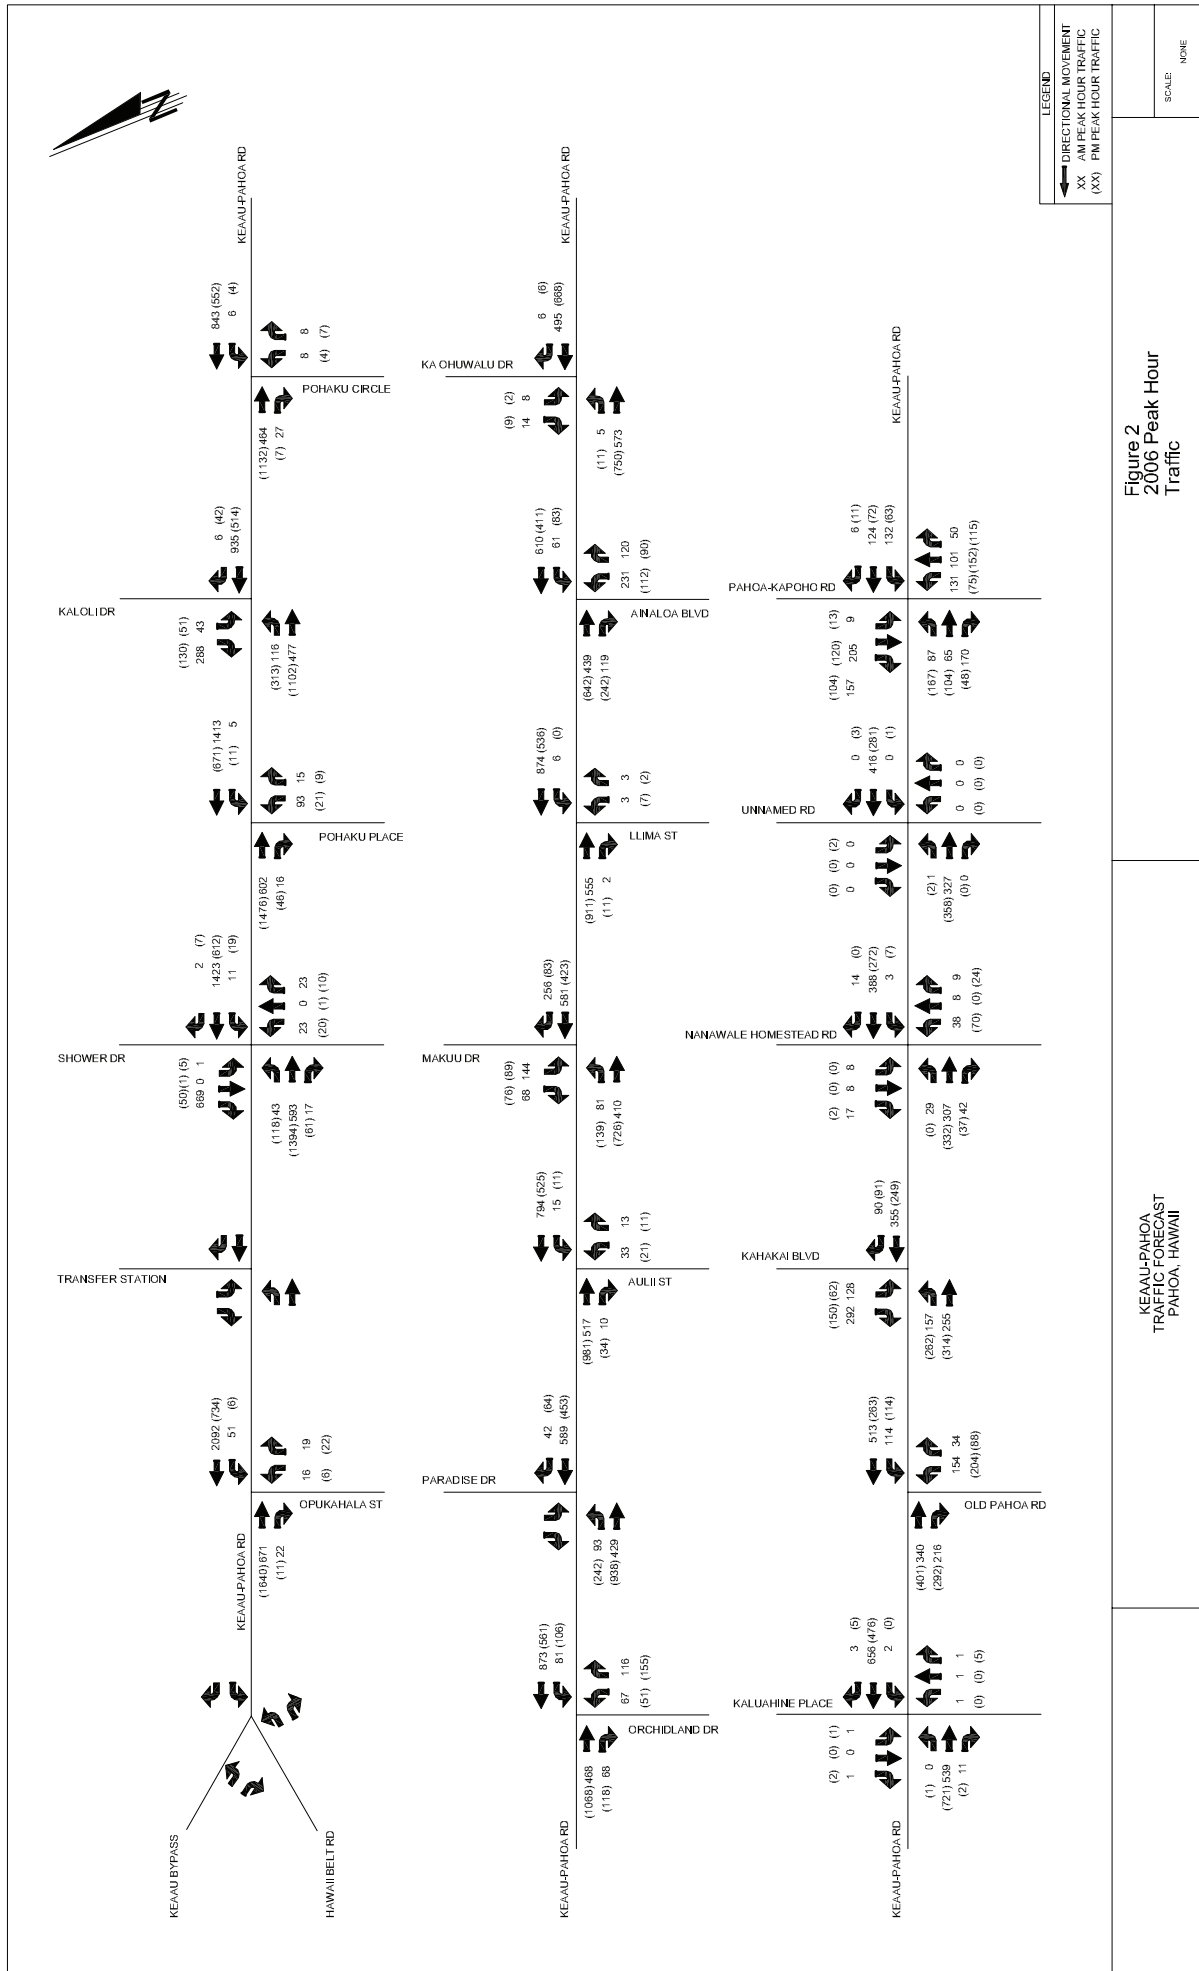 LEGEND
DIRECTIONAL MOVEMENT
XX AM PEAK HOUR TRAFFIC
(XX) PM PEAK HOUR TRAFFIC
SCALE: NONE
KEAAU-PAHOA RD
843 (552)
6 (4)
8 8
(4) (7)
POHAKU CIRCLE
(1132) 464
(7) 27
6 (42)
935 (514)
KALOLI DR
(130) (51)
288 43
(313) 116
(1102) 477
(671) 1413
(11) 5
93 15
(21) (9)
POHAKU PLACE
(1476) 602
(46) 16
2 (7)
1423 (612)
11 (19)
23 0 23
(20) (1) (10)
SHOWER DR
(50)(1) (5)
669 0 1
(118) 43
(1394) 593
(61) 17
TRANSFER STATION
2092 (734)
51 (6)
16 19
(6) (22)
OPUKAHALA ST
(1640) 671
(11) 22
KEAAU-PAHOA RD
KEAAU BYPASS
HAWAII BELT RD
KEAAU-PAHOA RD
6 (6)
495 (668)
KA OHUWALU DR
(9) (2)
14 8
(11) 5
(750) 573
610 (411)
61 (83)
231 120
(112) (90)
AINALOA BLVD
(642) 439
(242) 119
874 (536)
6 (0)
3 3
(7) (2)
LLIMA ST
(911) 555
(11) 2
256 (83)
581 (423)
MAKUU DR
(76) (89)
68 144
(139) 81
(726) 410
794 (525)
15 (11)
33 13
(21) (11)
AULII ST
(981) 517
(34) 10
42 (64)
589 (453)
PARADISE DR
(242) 93
(938) 429
873 (561)
81 (106)
67 116
(51) (155)
ORCHIDLAND DR
(1068) 468
(118) 68
KEAAU-PAHOA RD
KEAAU-PAHOA RD
6 (11)
124 (72)
132 (63)
131 101 50
(75) (152) (115)
PAHOA-KAPOHO RD
(104) (120) (13)
157 205 9
(167) 87
(104) 65
(48) 170
0 (3)
416 (281)
0 (1)
0 0 0
(0) (0) (0)
UNNAMED RD
(0) (0) (2)
0 0 0
(2) 1
(358) 327
(0) 0
14 (0)
388 (272)
3 (7)
38 8 9
(70) (0) (24)
NANAWALE HOMESTEAD RD
(2) (0) (0)
17 8 8
(0) 29
(332) 307
(37) 42
90 (91)
355 (249)
KAHAKAI BLVD
(150) (62)
292 128
(262) 157
(314) 255
513 (263)
114 (114)
154 34
(204) (88)
OLD PAHOA RD
(401) 340
(292) 216
3 (5)
656 (476)
2 (0)
1 1 1
(0) (0) (5)
KALUAHINE PLACE
(2) (0) (1)
1 0 1
(1) 0
(721) 539
(2) 11
KEAAU-PAHOA RD
Figure 2
2006 Peak Hour
Traffic
KEAAU-PAHOA
TRAFFIC FORECAST
PAHOA, HAWAII